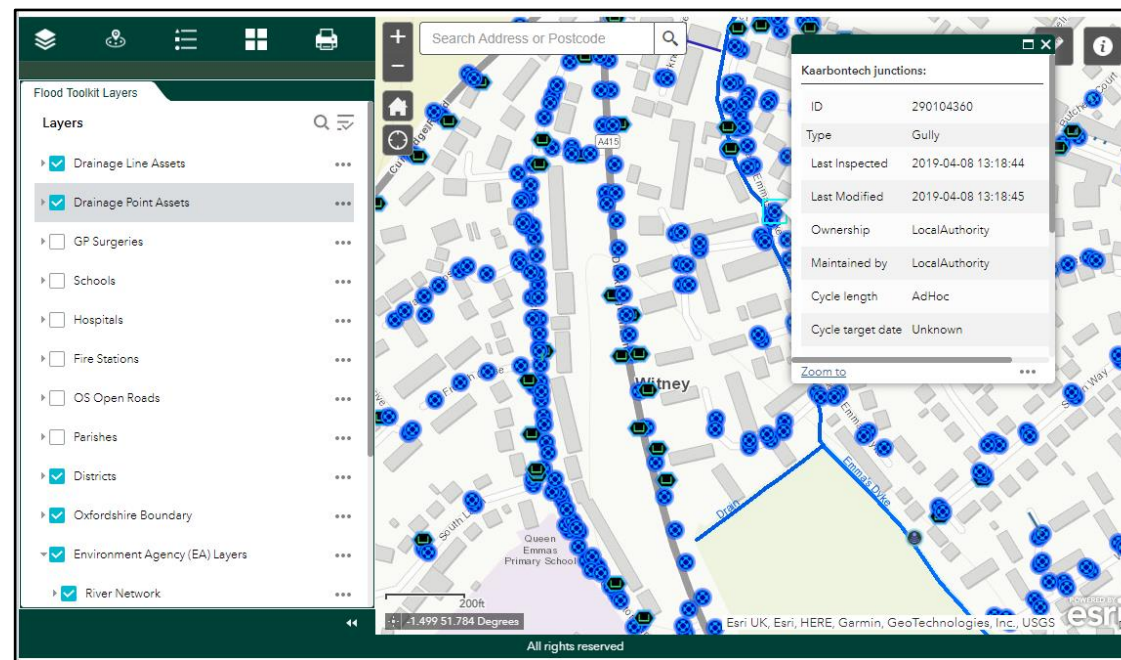 Flood Toolkit Layers
Layers
Drainage Line Assets
Drainage Point Assets
GP Surgeries
Schools
Hospitals
Fire Stations
OS Open Roads
Parishes
Districts
Oxfordshire Boundary
Environment Agency (EA) Layers
River Network
Search Address or Postcode
A415
Kaarbontech junctions:
ID 290104360
Type Gully
Last Inspected 2019-04-08 13:18:44
Last Modified 2019-04-08 13:18:45
Ownership LocalAuthority
Maintained by LocalAuthority
Cycle length AdHoc
Cycle target date Unknown
Zoom to
Witney
Way
Emma's Dyke
Drain
South
Queen
Emmas
Primary School
200ft
-1.499 51.784 Degrees
Esri UK, Esri, HERE, Garmin, GeoTechnologies, Inc., USGS
POWERED BY
esri
All rights reserved